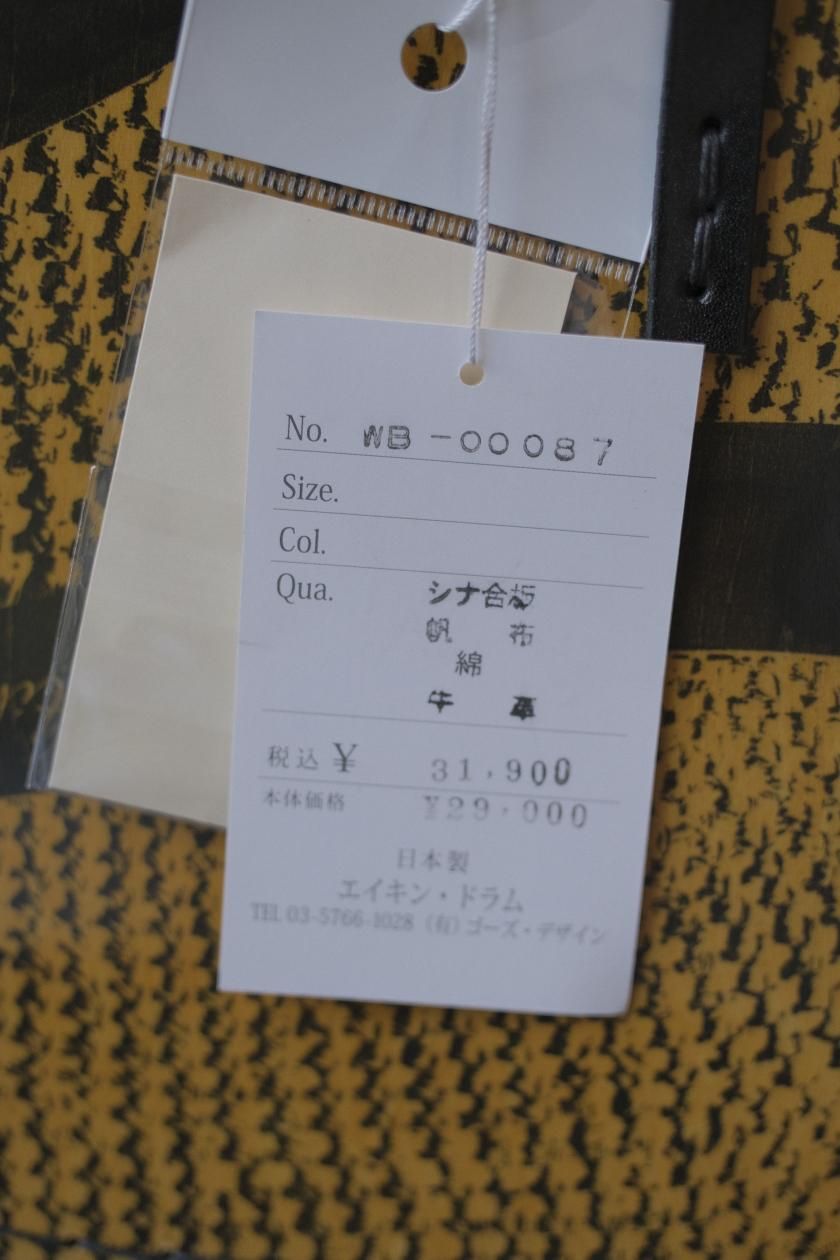 No. WB-00087
Size.
Col.
Qua. シナ合板
帆 布
綿
牛 革
税込 ¥ 31,900
本体価格 ¥29,000
日本製
エイキン・ドラム
TEL 03-5766-1028 (有)ゴーズ・デザイン